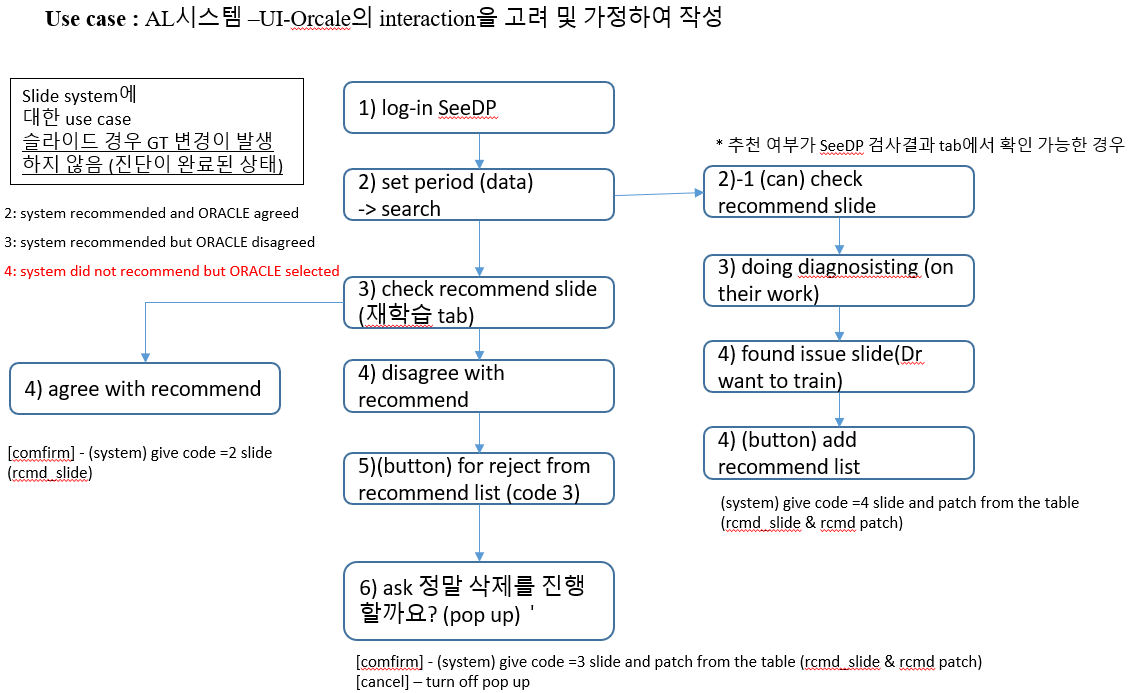 Use case : AL시스템 –UI-Orcale의 interaction을 고려 및 가정하여 작성
Slide system에
대한 use case
슬라이드 경우 GT 변경이 발생
하지 않음 (진단이 완료된 상태)
2: system recommended and ORACLE agreed
3: system recommended but ORACLE disagreed
4: system did not recommend but ORACLE selected
1) log-in SeeDP
2) set period (data)
-> search
3) check recommend slide
(재학습 tab)
4) agree with recommend
[comfirm] - (system) give code =2 slide
(rcmd_slide)
4) disagree with
recommend
5)(button) for reject from
recommend list (code 3)
6) ask 정말 삭제를 진행
할까요? (pop up) '
[comfirm] - (system) give code =3 slide and patch from the table (rcmd_slide & rcmd patch)
[cancel] – turn off pop up
* 추천 여부가 SeeDP 검사결과 tab에서 확인 가능한 경우
2)-1 (can) check
recommend slide
3) doing diagnosisting (on
their work)
4) found issue slide(Dr
want to train)
4) (button) add
recommend list
(system) give code =4 slide and patch from the table
(rcmd_slide & rcmd patch)